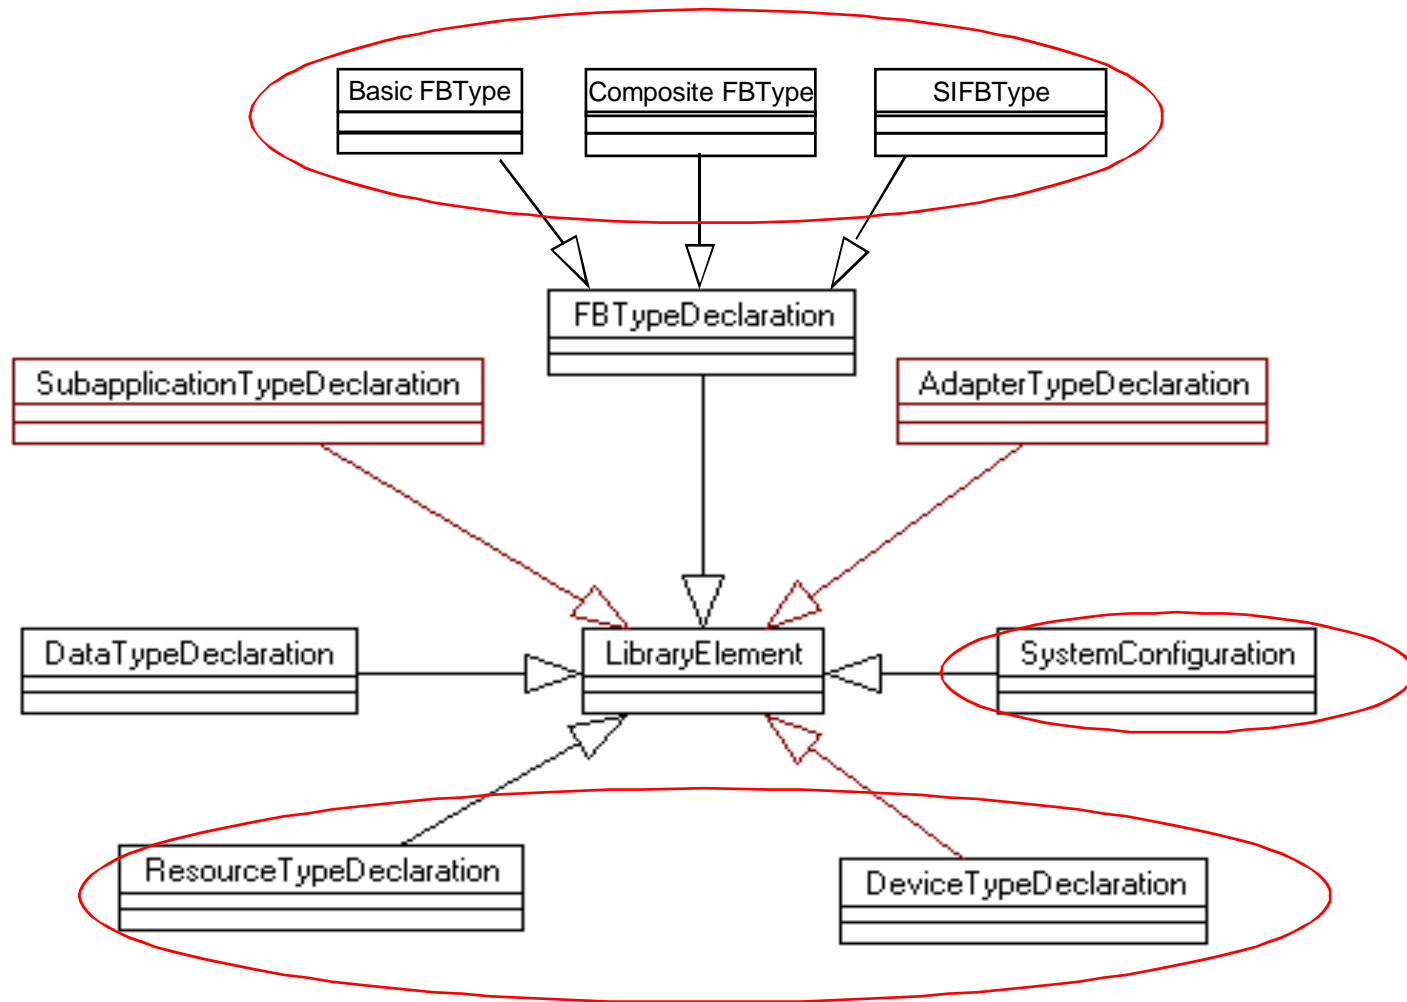 Basic FBType
Composite FBType
SIFBType
FBTypeDeclaration
SubapplicationTypeDeclaration
AdapterTypeDeclaration
DataTypeDeclaration
LibraryElement
SystemConfiguration
ResourceTypeDeclaration
DeviceTypeDeclaration